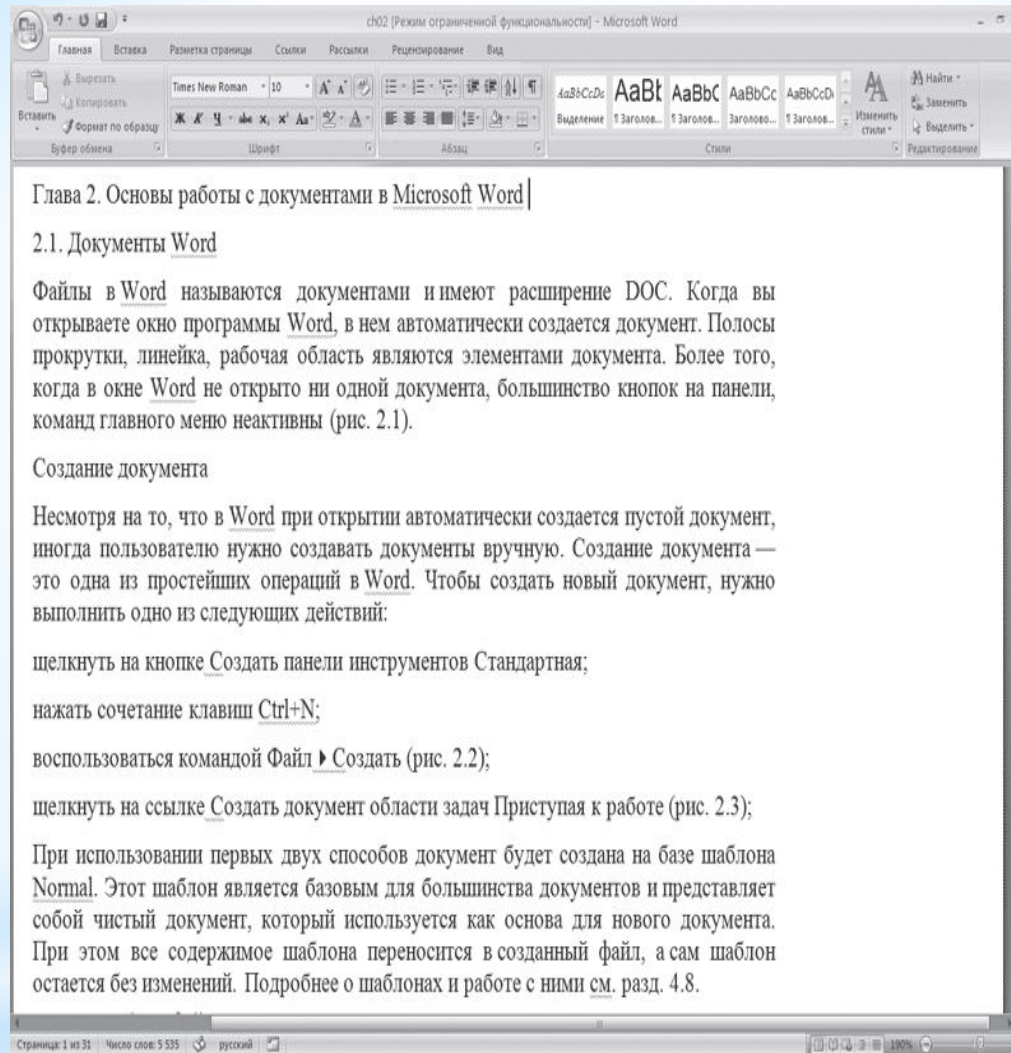 ch02 [Режим ограниченной функциональности] - Microsoft Word
Главная Вставка Разметка страницы Ссылки Рассылки Рецензирование Вид
Вставить
Вырезать
Копировать
Формат по образцу
Буфер обмена
Times New Roman 10
Ж К Ч abc x, x² Aa
Шрифт
Абзац
AaBbCcDc AaBb AaBbC AaBbCc AaBbCcDı
Выделение ¶ Заголов... ¶ Заголов... Заголово... ¶ Заголов...
Изменить стили
Стили
Найти
Заменить
Выделить
Редактирование
Глава 2. Основы работы с документами в Microsoft Word
2.1. Документы Word
Файлы в Word называются документами и имеют расширение DOC. Когда вы
открываете окно программы Word, в нем автоматически создается документ. Полосы
прокрутки, линейка, рабочая область являются элементами документа. Более того,
когда в окне Word не открыто ни одной документа, большинство кнопок на панели,
команд главного меню неактивны (рис. 2.1).
Создание документа
Несмотря на то, что в Word при открытии автоматически создается пустой документ,
иногда пользователю нужно создавать документы вручную. Создание документа —
это одна из простейших операций в Word. Чтобы создать новый документ, нужно
выполнить одно из следующих действий:
щелкнуть на кнопке Создать панели инструментов Стандартная;
нажать сочетание клавиш Ctrl+N;
воспользоваться командой Файл ▶ Создать (рис. 2.2);
щелкнуть на ссылке Создать документ области задач Приступая к работе (рис. 2.3);
При использовании первых двух способов документ будет создана на базе шаблона
Normal. Этот шаблон является базовым для большинства документов и представляет
собой чистый документ, который используется как основа для нового документа.
При этом все содержимое шаблона переносится в созданный файл, а сам шаблон
остается без изменений. Подробнее о шаблонах и работе с ними см. разд. 4.8.
Страница: 1 из 31 Число слов: 5 535 русский 190%